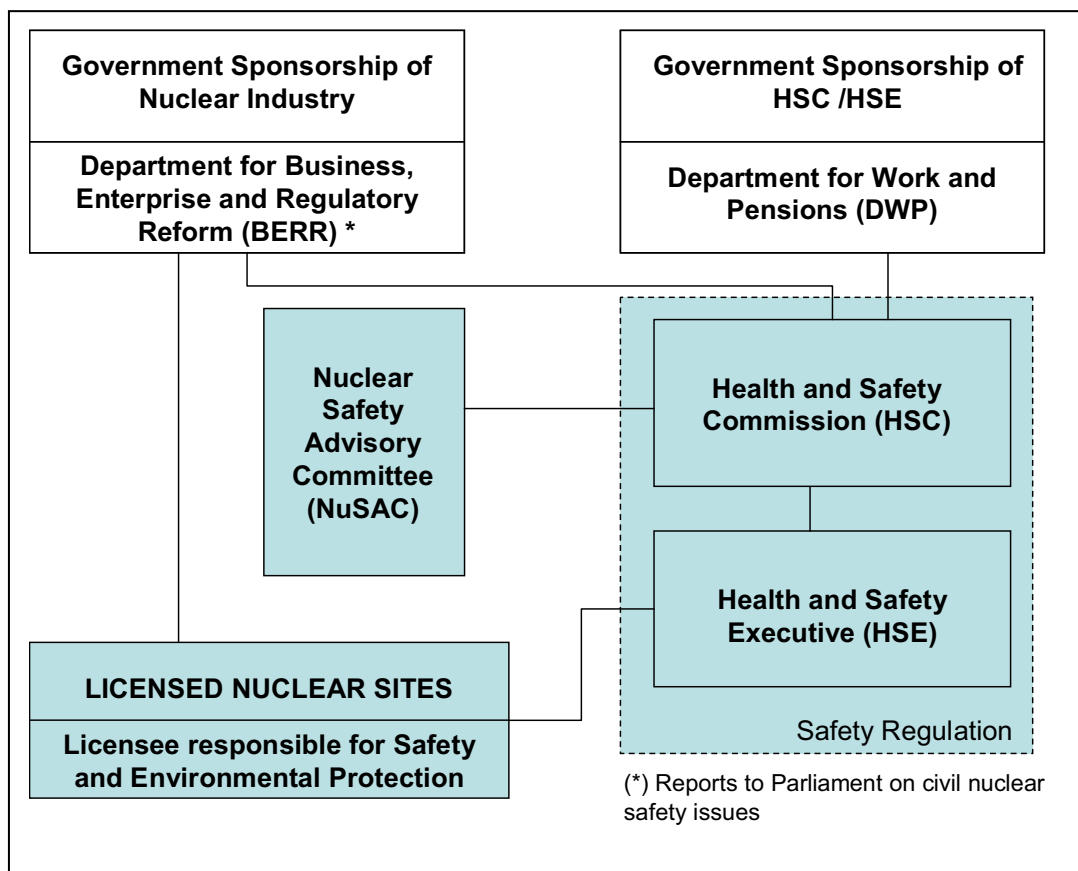 Government Sponsorship of
Nuclear Industry
Department for Business,
Enterprise and Regulatory
Reform (BERR) *
Government Sponsorship of
HSC /HSE
Department for Work and
Pensions (DWP)
Nuclear
Safety
Advisory
Committee
(NuSAC)
Health and Safety
Commission (HSC)
Health and Safety
Executive (HSE)
Safety Regulation
LICENSED NUCLEAR SITES
Licensee responsible for Safety
and Environmental Protection
(*) Reports to Parliament on civil nuclear
safety issues